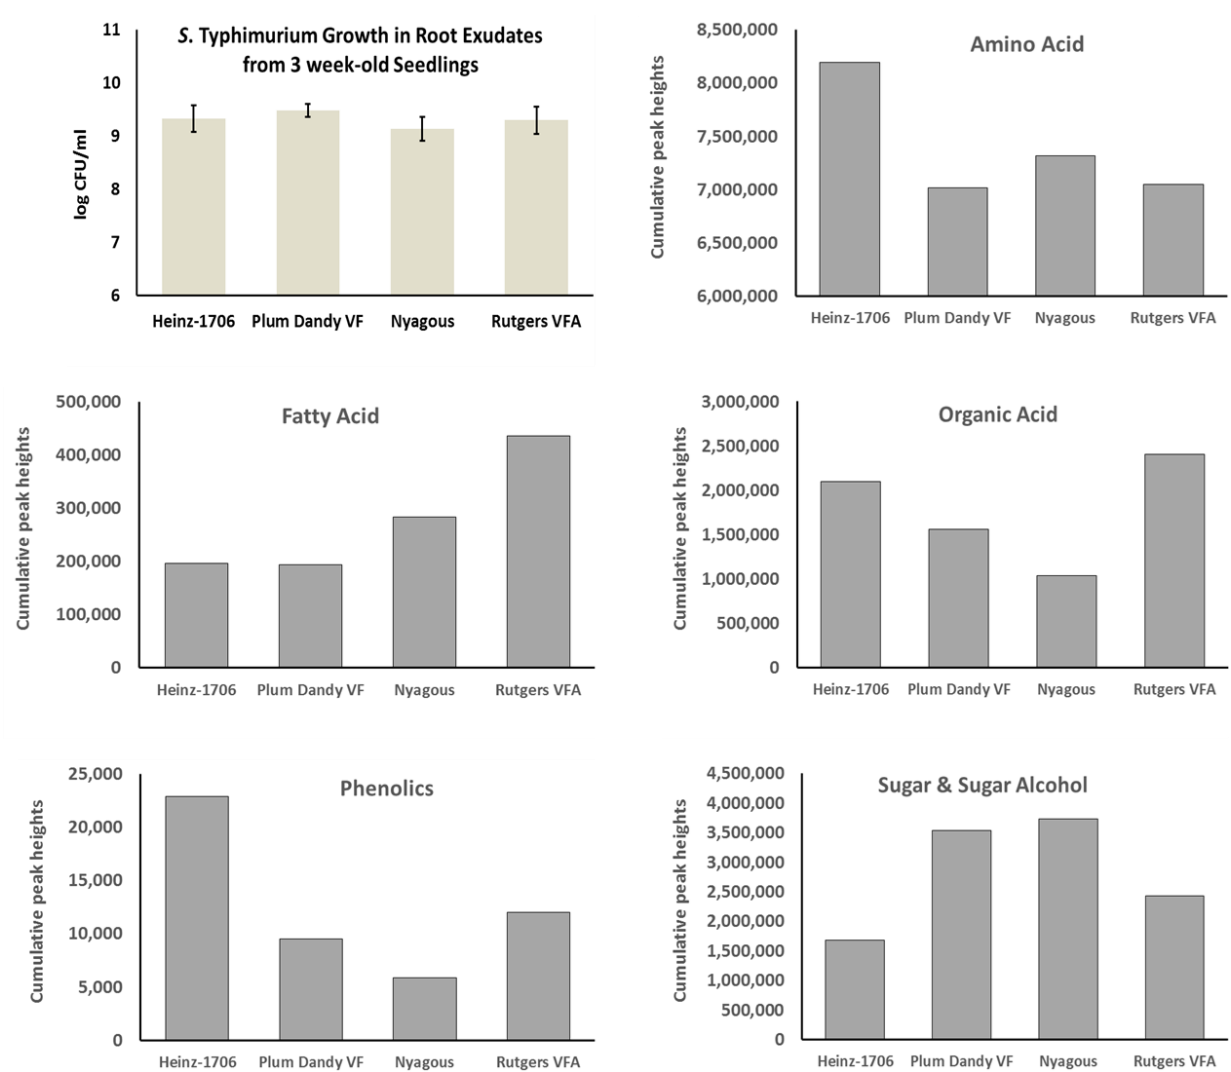 S. Typhimurium Growth in Root Exudates
from 3 week-old Seedlings
log CFU/ml
11
10
9
8
7
6
Heinz-1706 Plum Dandy VF Nyagous Rutgers VFA
Amino Acid
Cumulative peak heights
8,500,000
8,000,000
7,500,000
7,000,000
6,500,000
6,000,000
Heinz-1706 Plum Dandy VF Nyagous Rutgers VFA
Fatty Acid
Cumulative peak heights
500,000
400,000
300,000
200,000
100,000
0
Heinz-1706 Plum Dandy VF Nyagous Rutgers VFA
Organic Acid
Cumulative peak heights
3,000,000
2,500,000
2,000,000
1,500,000
1,000,000
500,000
0
Heinz-1706 Plum Dandy VF Nyagous Rutgers VFA
Phenolics
Cumulative peak heights
25,000
20,000
15,000
10,000
5,000
0
Heinz-1706 Plum Dandy VF Nyagous Rutgers VFA
Sugar & Sugar Alcohol
Cumulative peak heights
4,500,000
4,000,000
3,500,000
3,000,000
2,500,000
2,000,000
1,500,000
1,000,000
500,000
0
Heinz-1706 Plum Dandy VF Nyagous Rutgers VFA